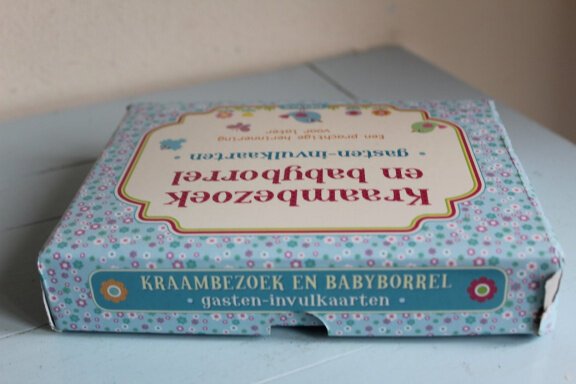 Kraambezoek
en babyborrel
• gasten-invulkaarten •
Een prachtige herinnering
voor later
KRAAMBEZOEK EN BABYBORREL
• gasten-invulkaarten •